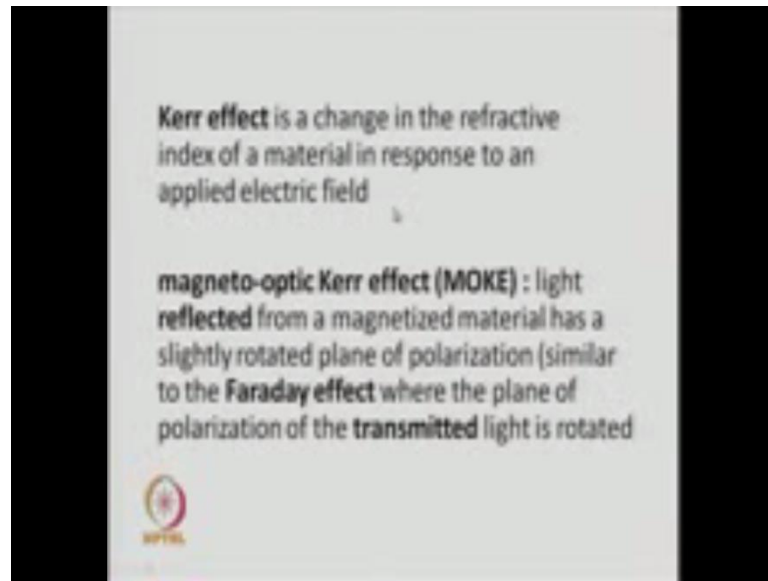 Kerr effect is a change in the refractive
index of a material in response to an
applied electric field
magneto-optic Kerr effect (MOKE) : light
reflected from a magnetized material has a
slightly rotated plane of polarization (similar
to the Faraday effect where the plane of
polarization of the transmitted light is rotated
NPTEL